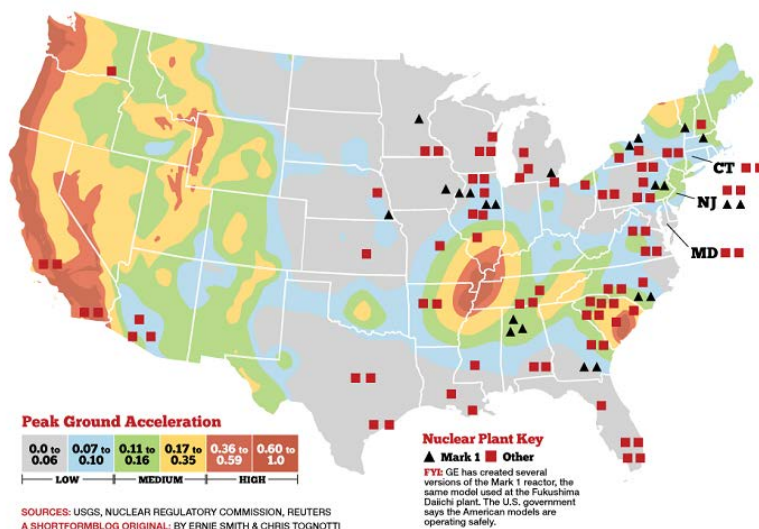 CT
NJ
MD
Peak Ground Acceleration
0.0 to 0.07 to 0.11 to 0.17 to 0.36 to 0.60 to
0.06 0.10 0.16 0.35 0.59 1.0
LOW MEDIUM HIGH
SOURCES: USGS, NUCLEAR REGULATORY COMMISSION, REUTERS
A SHORTFORMBLOG ORIGINAL: BY ERNIE SMITH & CHRIS TOGNOTTI
Nuclear Plant Key
Mark 1 Other
FYI: GE has created several
versions of the Mark 1 reactor, the
same model used at the Fukushima
Daiichi plant. The U.S. government
says the American models are
operating safely.